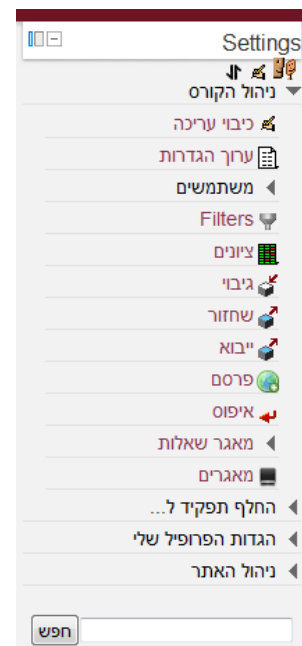 Settings
ניהול הקורס
כיבוי עריכה
ערוך הגדרות
משתמשים
Filters
ציונים
גיבוי
שחזור
ייבוא
פרסם
איפוס
מאגר שאלות
מאגרים
החלף תפקיד ל...
הגדות הפרופיל שלי
ניהול האתר
חפש